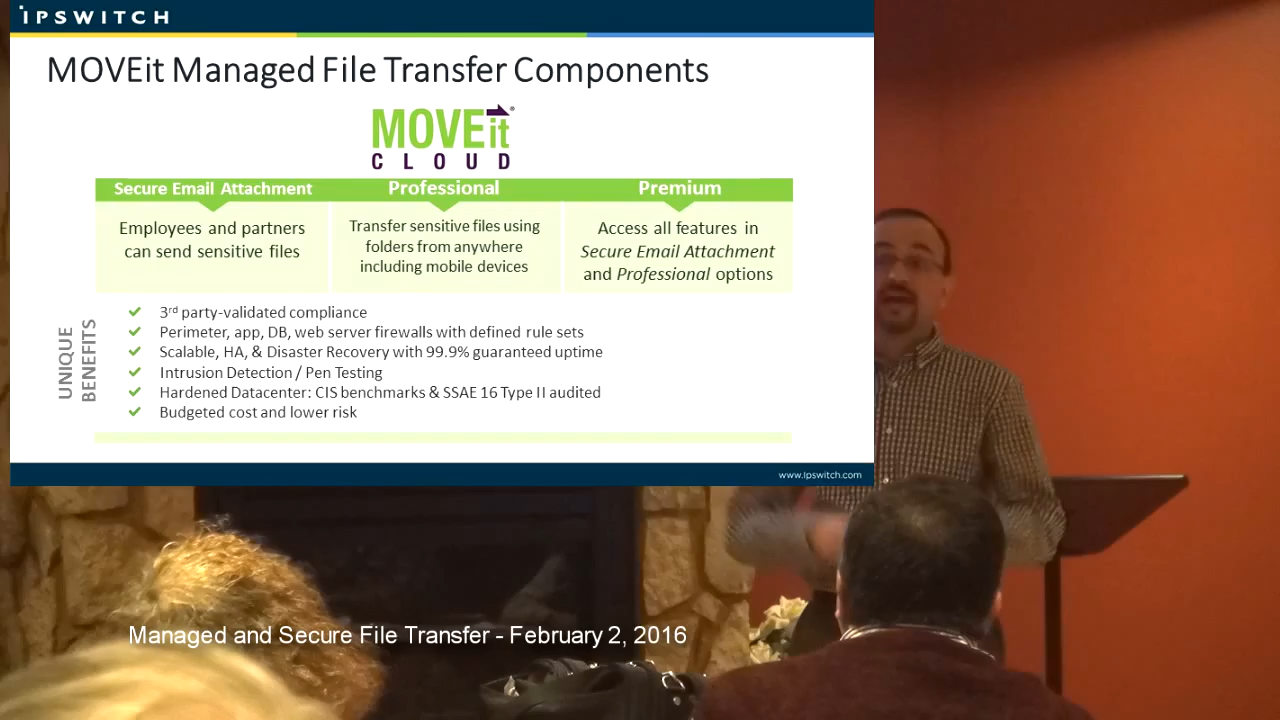 IPSWITCH
MOVEit Managed File Transfer Components
MOVEit®
CLOUD
Secure Email Attachment
Professional
Premium
Employees and partners
can send sensitive files
Transfer sensitive files using
folders from anywhere
including mobile devices
Access all features in
Secure Email Attachment
and Professional options
UNIQUE
BENEFITS
3rd party-validated compliance
Perimeter, app, DB, web server firewalls with defined rule sets
Scalable, HA, & Disaster Recovery with 99.9% guaranteed uptime
Intrusion Detection / Pen Testing
Hardened Datacenter: CIS benchmarks & SSAE 16 Type II audited
Budgeted cost and lower risk
www.ipswitch.com
Managed and Secure File Transfer - February 2, 2016